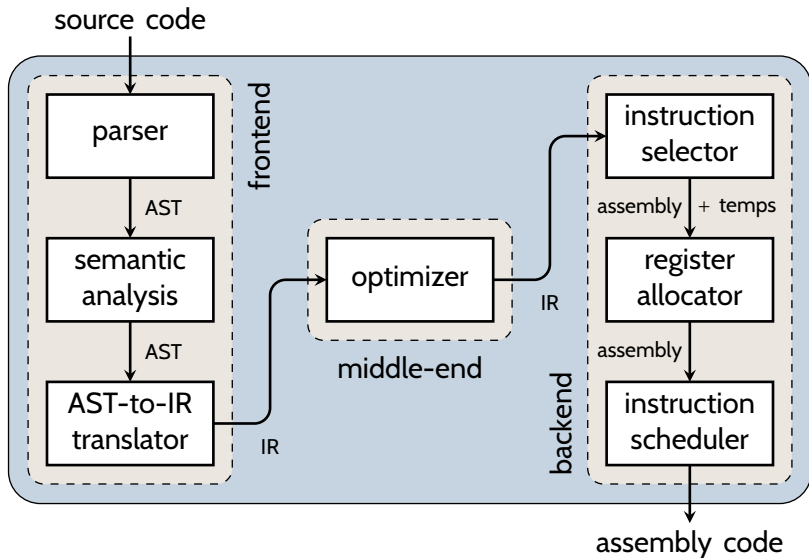 source code
parser
frontend
AST
semantic
analysis
AST
AST-to-IR
translator
IR
optimizer
middle-end
IR
instruction
selector
assembly + temps
register
allocator
assembly
instruction
scheduler
backend
assembly code